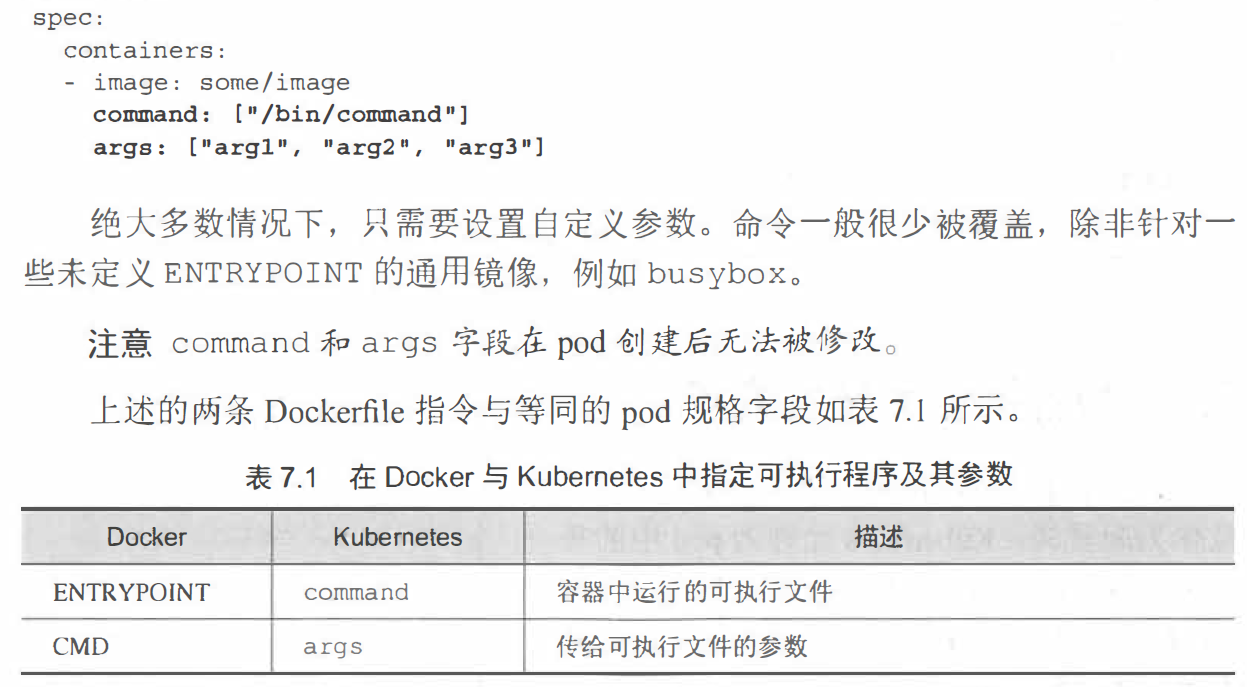 spec:
  containers:
  - image: some/image
    command: ["/bin/command"]
    args: ["arg1", "arg2", "arg3"]
绝大多数情况下，只需要设置自定义参数。命令一般很少被覆盖，除非针对一
些未定义 ENTRYPOINT 的通用镜像，例如 busybox。
注意 command 和 args 字段在 pod 创建后无法被修改。
上述的两条 Dockerfile 指令与等同的 pod 规格字段如表 7.1 所示。
表 7.1 在 Docker 与 Kubernetes 中指定可执行程序及其参数
Docker Kubernetes 描述
ENTRYPOINT command 容器中运行的可执行文件
CMD args 传给可执行文件的参数